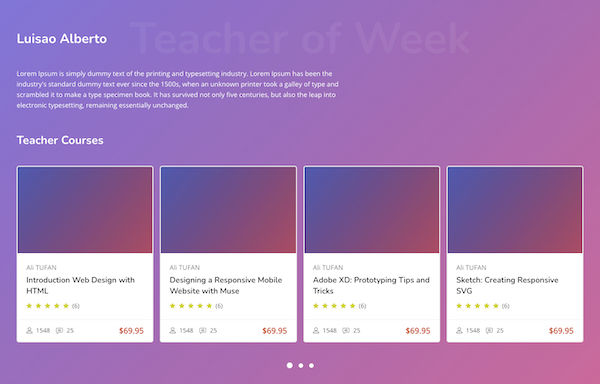 Teacher of Week
Luisao Alberto
Lorem Ipsum is simply dummy text of the printing and typesetting industry. Lorem Ipsum has been the
industry's standard dummy text ever since the 1500s, when an unknown printer took a galley of type and
scrambled it to make a type specimen book. It has survived not only five centuries, but also the leap into
electronic typesetting, remaining essentially unchanged.
Teacher Courses
Ali TUFAN
Introduction Web Design with
HTML
(6)
1548 25 $69.95
Ali TUFAN
Designing a Responsive Mobile
Website with Muse
(6)
1548 25 $69.95
Ali TUFAN
Adobe XD: Prototyping Tips and
Tricks
(6)
1548 25 $69.95
Ali TUFAN
Sketch: Creating Responsive
SVG
(6)
1548 25 $69.95